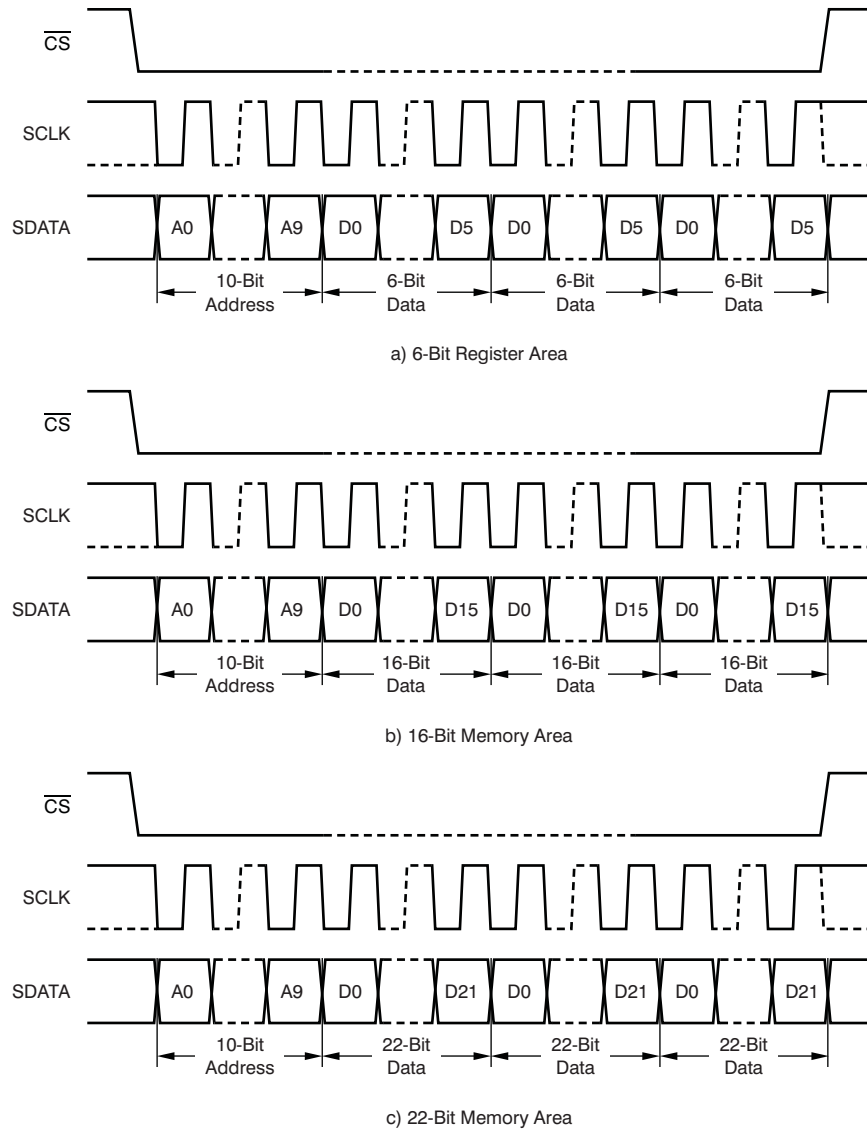 CS
SCLK
SDATA A0 A9 D0 D5 D0 D5 D0 D5
10-Bit Address 6-Bit Data 6-Bit Data 6-Bit Data
a) 6-Bit Register Area
CS
SCLK
SDATA A0 A9 D0 D15 D0 D15 D0 D15
10-Bit Address 16-Bit Data 16-Bit Data 16-Bit Data
b) 16-Bit Memory Area
CS
SCLK
SDATA A0 A9 D0 D21 D0 D21 D0 D21
10-Bit Address 22-Bit Data 22-Bit Data 22-Bit Data
c) 22-Bit Memory Area